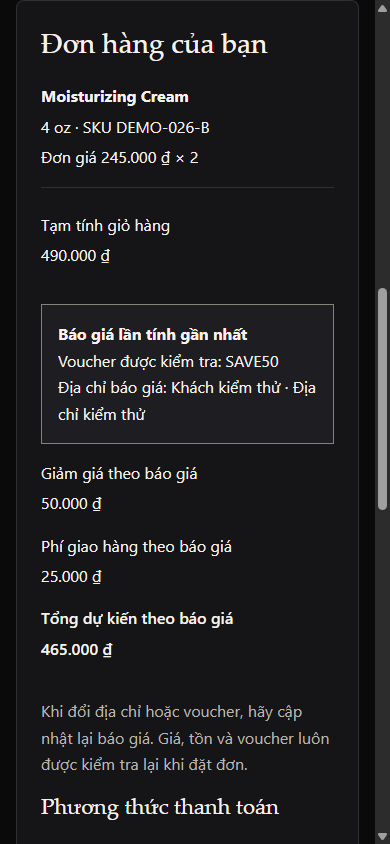 Đơn hàng của bạn
Moisturizing Cream
4 oz · SKU DEMO-026-B
Đơn giá 245.000 ₫ × 2
Tạm tính giỏ hàng
490.000 ₫
Báo giá lần tính gần nhất
Voucher được kiểm tra: SAVE50
Địa chỉ báo giá: Khách kiểm thử · Địa
chỉ kiểm thử
Giảm giá theo báo giá
50.000 ₫
Phí giao hàng theo báo giá
25.000 ₫
Tổng dự kiến theo báo giá
465.000 ₫
Khi đổi địa chỉ hoặc voucher, hãy cập
nhật lại báo giá. Giá, tồn và voucher luôn
được kiểm tra lại khi đặt đơn.
Phương thức thanh toán